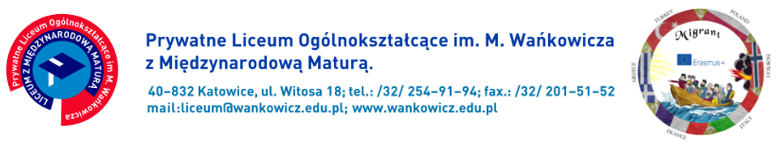 Prywatne Liceum Ogólnokształcące im. M. Wańkowicza
LICEUM Z MIĘDZYNARODOWĄ MATURĄ
Prywatne Liceum Ogólnokształcące im. M. Wańkowicza
z Międzynarodową Maturą.
40-832 Katowice, ul. Witosa 18; tel.: /32/ 254-91-94; fax.: /32/ 201-51-52
mail:liceum@wankowicz.edu.pl; www.wankowicz.edu.pl
TURKEY
POLAND
NORWAY
ITALY
FRANCE
GREECE
Migrant
Erasmus+